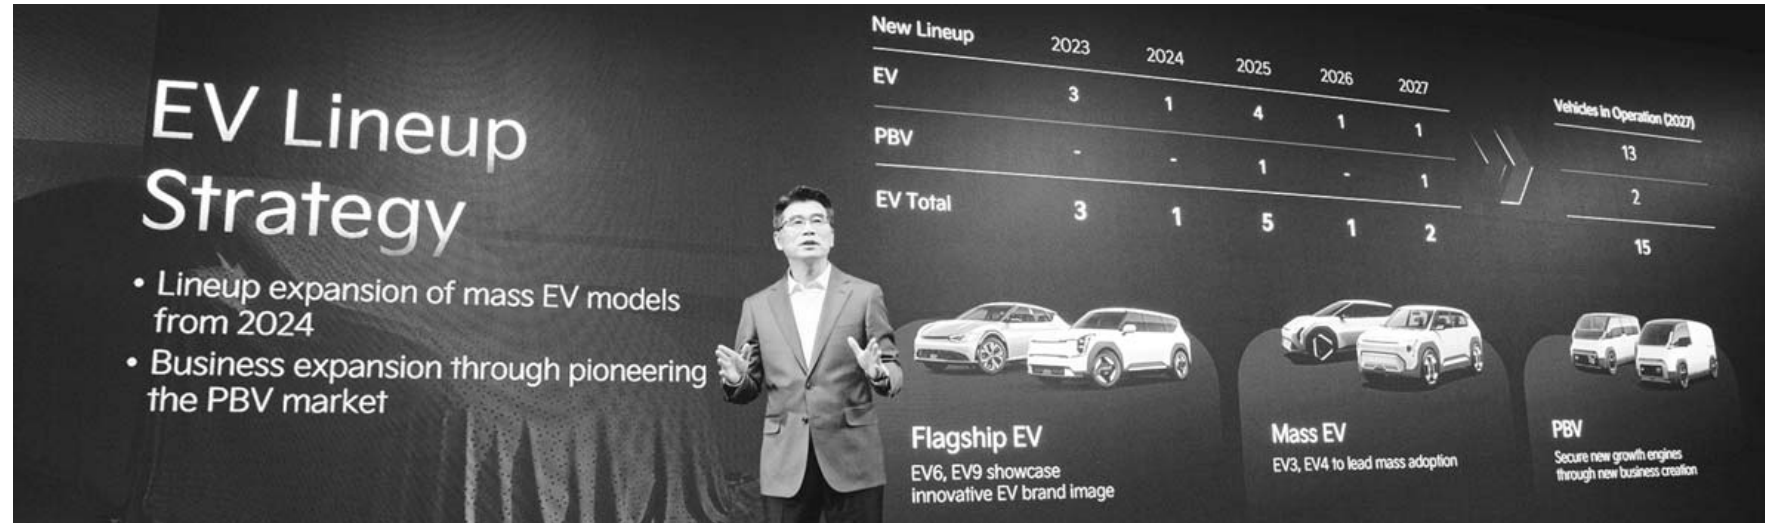 EV Lineup
Strategy
• Lineup expansion of mass EV models
from 2024
• Business expansion through pioneering
the PBV market
New Lineup 2023 2024 2025 2026 2027
EV 3 1 4 1 1
PBV - - 1 - 1
EV Total 3 1 5 1 2
Vehicles in Operation (2027)
13
2
15
Flagship EV
EV6, EV9 showcase
innovative EV brand image
Mass EV
EV3, EV4 to lead mass adoption
PBV
Secure new growth engines
through new business creation